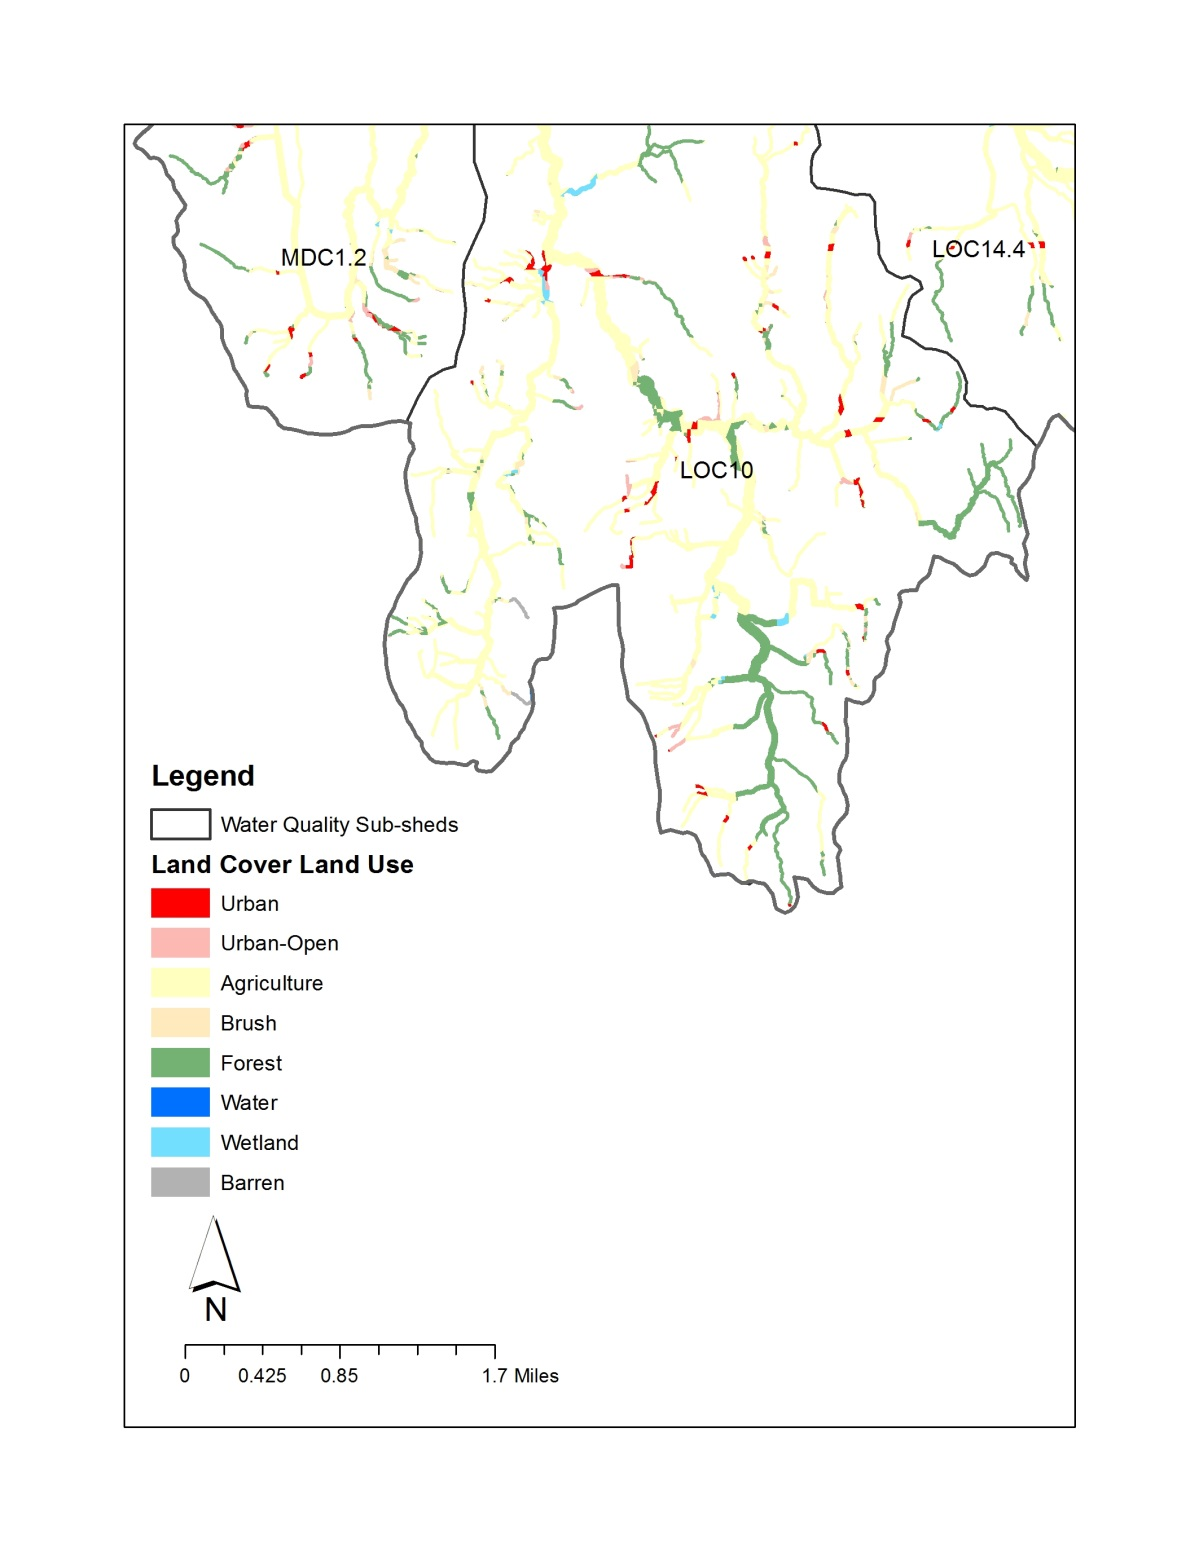 MDC1.2
LOC14.4
LOC10
Legend
Water Quality Sub-sheds
Land Cover Land Use
Urban
Urban-Open
Agriculture
Brush
Forest
Water
Wetland
Barren
N
0 0.425 0.85 1.7 Miles